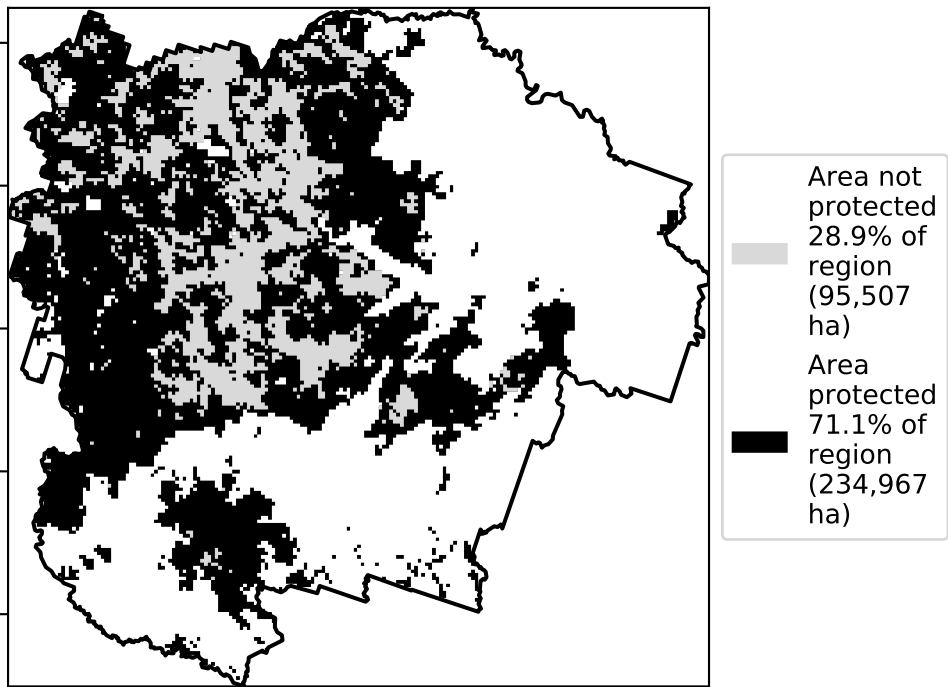 Area not
protected
28.9% of
region
(95,507
ha)
Area
protected
71.1% of
region
(234,967
ha)